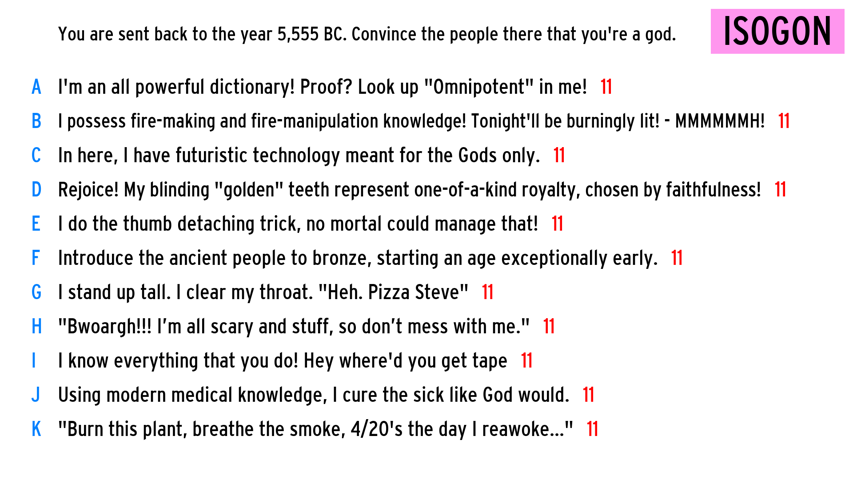 You are sent back to the year 5,555 BC. Convince the people there that you're a god.
ISOGON
A I'm an all powerful dictionary! Proof? Look up "Omnipotent" in me! 11
B I possess fire-making and fire-manipulation knowledge! Tonight'll be burningly lit! - MMMMMMH! 11
C In here, I have futuristic technology meant for the Gods only. 11
D Rejoice! My blinding "golden" teeth represent one-of-a-kind royalty, chosen by faithfulness! 11
E I do the thumb detaching trick, no mortal could manage that! 11
F Introduce the ancient people to bronze, starting an age exceptionally early. 11
G I stand up tall. I clear my throat. "Heh. Pizza Steve" 11
H "Bwoargh!!! I’m all scary and stuff, so don’t mess with me." 11
I I know everything that you do! Hey where'd you get tape 11
J Using modern medical knowledge, I cure the sick like God would. 11
K "Burn this plant, breathe the smoke, 4/20's the day I reawoke..." 11